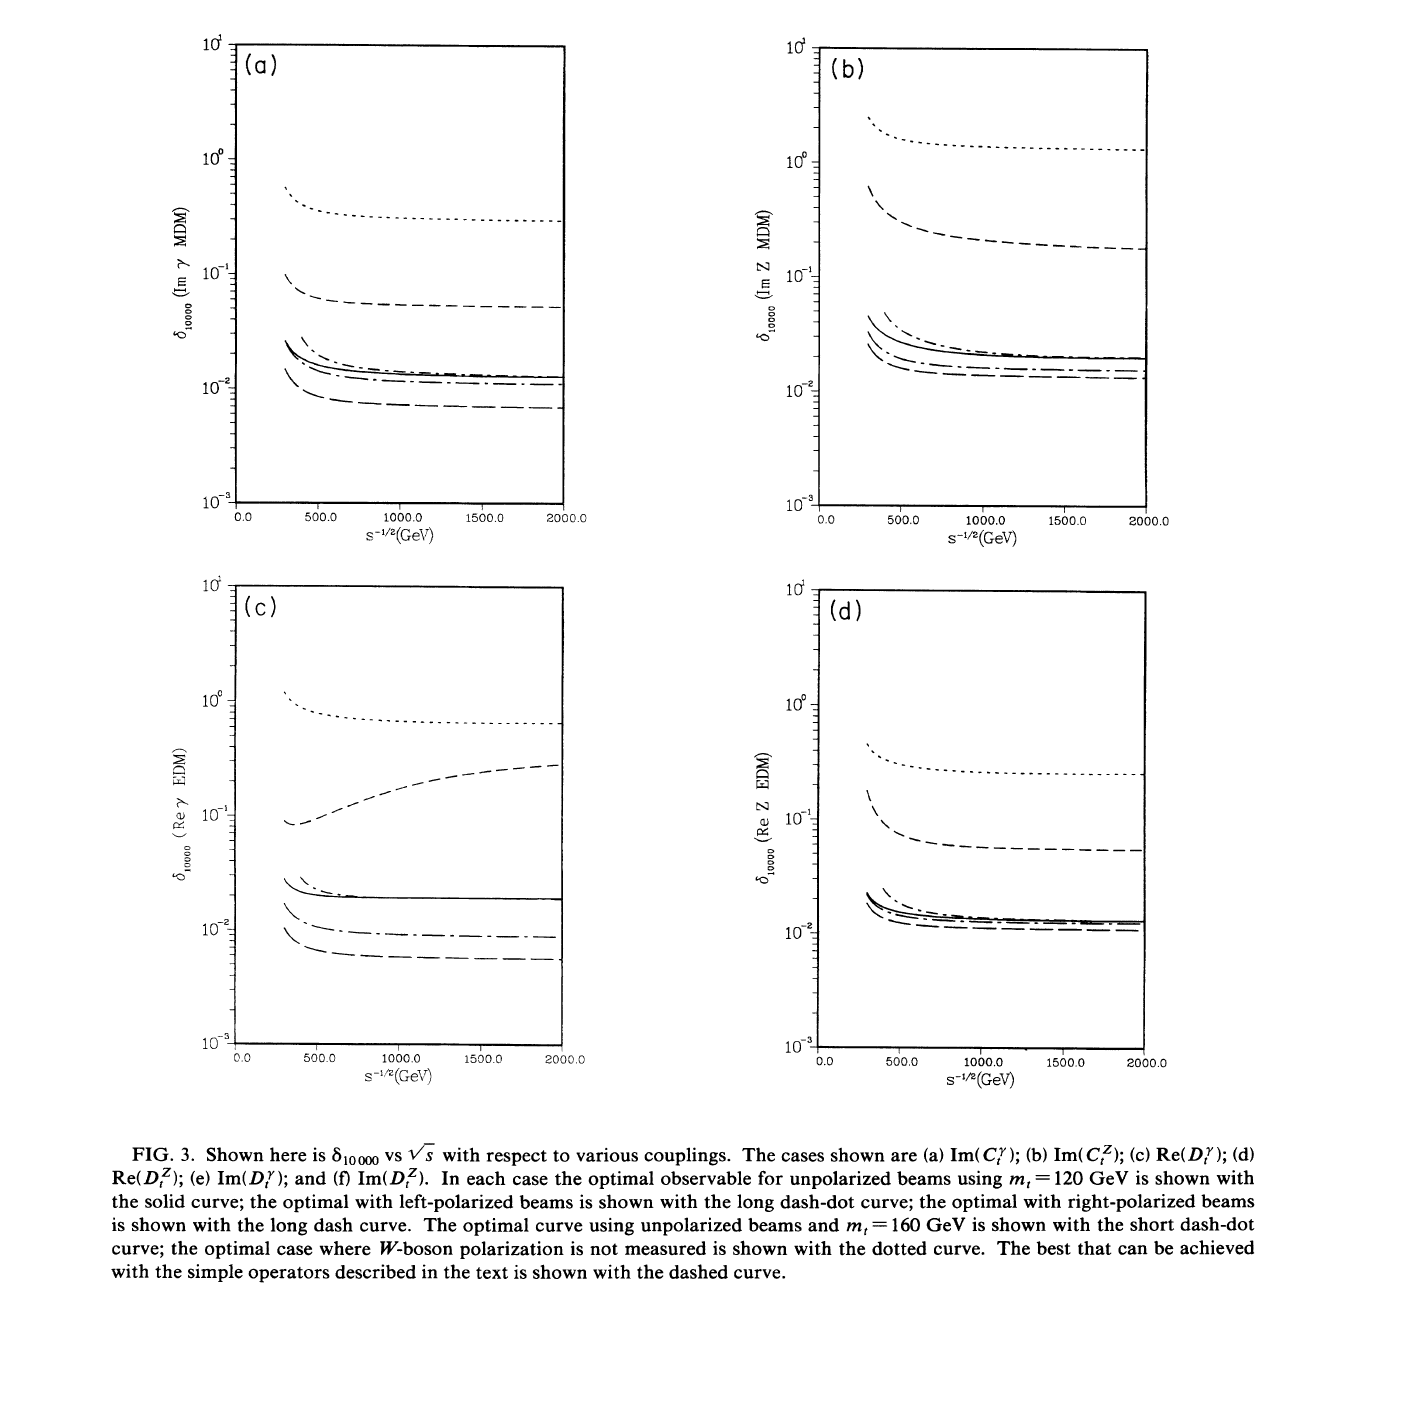 (a)
10¹
10⁰
10⁻¹
10⁻²
10⁻³
δ₁₀₀₀₀ (Im γ MDM)
0.0 500.0 1000.0 1500.0 2000.0
s⁻¹/²(GeV)
(b)
10¹
10⁰
10⁻¹
10⁻²
10⁻³
δ₁₀₀₀₀ (Im Z MDM)
0.0 500.0 1000.0 1500.0 2000.0
s⁻¹/²(GeV)
(c)
10¹
10⁰
10⁻¹
10⁻²
10⁻³
δ₁₀₀₀₀ (Re γ EDM)
0.0 500.0 1000.0 1500.0 2000.0
s⁻¹/²(GeV)
(d)
10¹
10⁰
10⁻¹
10⁻²
10⁻³
δ₁₀₀₀₀ (Re Z EDM)
0.0 500.0 1000.0 1500.0 2000.0
s⁻¹/²(GeV)
FIG. 3. Shown here is δ₁₀ ₀₀₀ vs √s with respect to various couplings. The cases shown are (a) Im(Cₜᵞ); (b) Im(Cₜᶻ); (c) Re(Dₜᵞ); (d)
Re(Dₜᶻ); (e) Im(Dₜᵞ); and (f) Im(Dₜᶻ). In each case the optimal observable for unpolarized beams using mₜ=120 GeV is shown with
the solid curve; the optimal with left-polarized beams is shown with the long dash-dot curve; the optimal with right-polarized beams
is shown with the long dash curve. The optimal curve using unpolarized beams and mₜ=160 GeV is shown with the short dash-dot
curve; the optimal case where W-boson polarization is not measured is shown with the dotted curve. The best that can be achieved
with the simple operators described in the text is shown with the dashed curve.